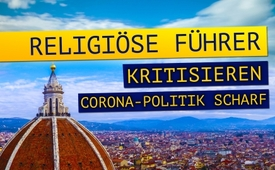 RELIGIÖSE FÜHRER
KRITISIEREN
CORONA-POLITIK SCHARF